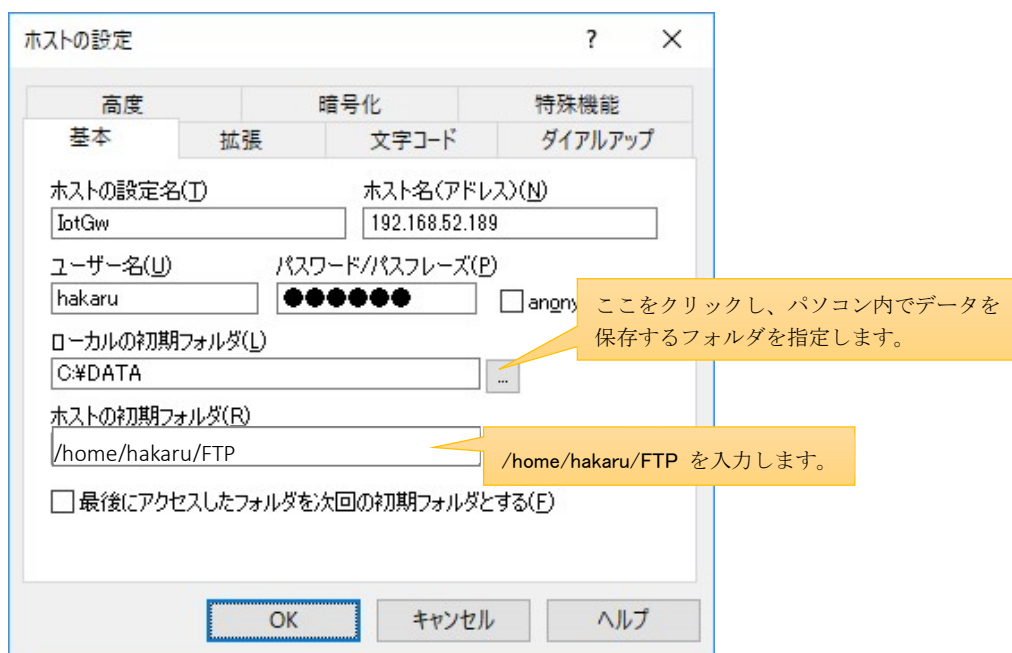 ホストの設定 ? ×
高度 暗号化 特殊機能
基本 拡張 文字コード ダイアルアップ
ホストの設定名(T) ホスト名(アドレス)(N)
IotGw 192.168.52.189
ユーザー名(U) パスワード/パスフレーズ(P)
hakaru ●●●●●● anony
ここをクリックし、パソコン内でデータを
保存するフォルダを指定します。
ローカルの初期フォルダ(L)
C:¥DATA ...
ホストの初期フォルダ(R)
/home/hakaru/FTP
/home/hakaru/FTP を入力します。
最後にアクセスしたフォルダを次回の初期フォルダとする(F)
OK キャンセル ヘルプ